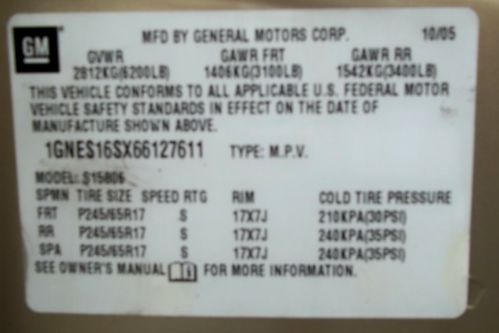 GM
MFD BY GENERAL MOTORS CORP. 10/05
GVWR GAWR FRT GAWR RR
2812KG(6200LB) 1406KG(3100LB) 1542KG(3400LB)
THIS VEHICLE CONFORMS TO ALL APPLICABLE U.S. FEDERAL MOTOR
VEHICLE SAFETY STANDARDS IN EFFECT ON THE DATE OF
MANUFACTURE SHOWN ABOVE.
1GNES16SX66127611 TYPE: M.P.V.
MODEL: S15806
SPMN TIRE SIZE SPEED RTG RIM COLD TIRE PRESSURE
FRT P245/65R17 S 17X7J 210KPA(30PSI)
RR P245/65R17 S 17X7J 240KPA(35PSI)
SPA P245/65R17 S 17X7J 240KPA(35PSI)
SEE OWNER'S MANUAL FOR MORE INFORMATION.